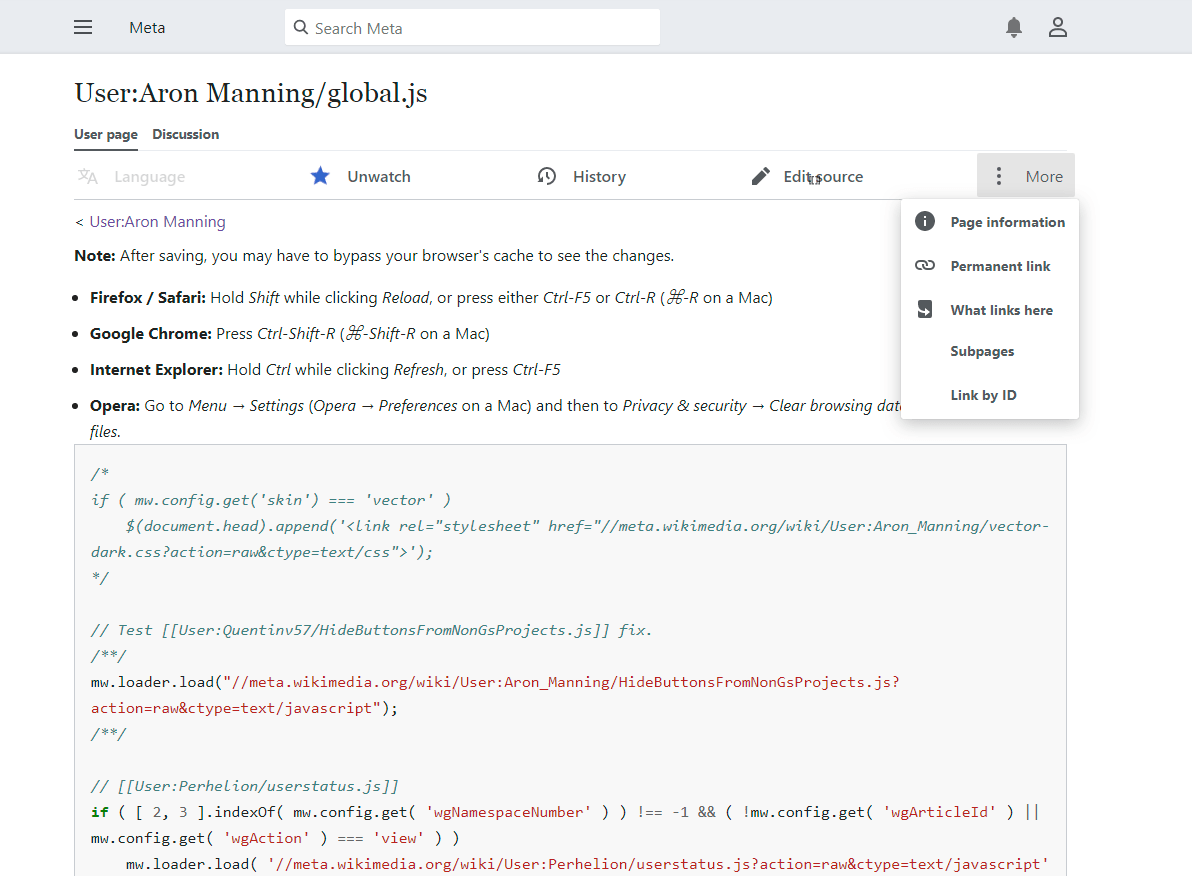 Meta
Search Meta
User:Aron Manning/global.js
User page Discussion
Language Unwatch History Edit source More
< User:Aron Manning
Page information
Permanent link
What links here
Subpages
Link by ID
Note: After saving, you may have to bypass your browser's cache to see the changes.
• Firefox / Safari: Hold Shift while clicking Reload, or press either Ctrl-F5 or Ctrl-R (⌘-R on a Mac)
• Google Chrome: Press Ctrl-Shift-R (⌘-Shift-R on a Mac)
• Internet Explorer: Hold Ctrl while clicking Refresh, or press Ctrl-F5
• Opera: Go to Menu → Settings (Opera → Preferences on a Mac) and then to Privacy & security → Clear browsing
files.
/*
if ( mw.config.get('skin') === 'vector' )
    $(document.head).append('<link rel="stylesheet" href="//meta.wikimedia.org/wiki/User:Aron_Manning/vector-
dark.css?action=raw&ctype=text/css">');
*/
// Test [[User:Quentinv57/HideButtonsFromNonGsProjects.js]] fix.
/**/
mw.loader.load("//meta.wikimedia.org/wiki/User:Aron_Manning/HideButtonsFromNonGsProjects.js?
action=raw&ctype=text/javascript");
/**/
// [[User:Perhelion/userstatus.js]]
if ( [ 2, 3 ].indexOf( mw.config.get( 'wgNamespaceNumber' ) ) !== -1 && ( !mw.config.get( 'wgArticleId' ) ||
mw.config.get( 'wgAction' ) === 'view' ) )
    mw.loader.load( '//meta.wikimedia.org/wiki/User:Perhelion/userstatus.js?action=raw&ctype=text/javascript'